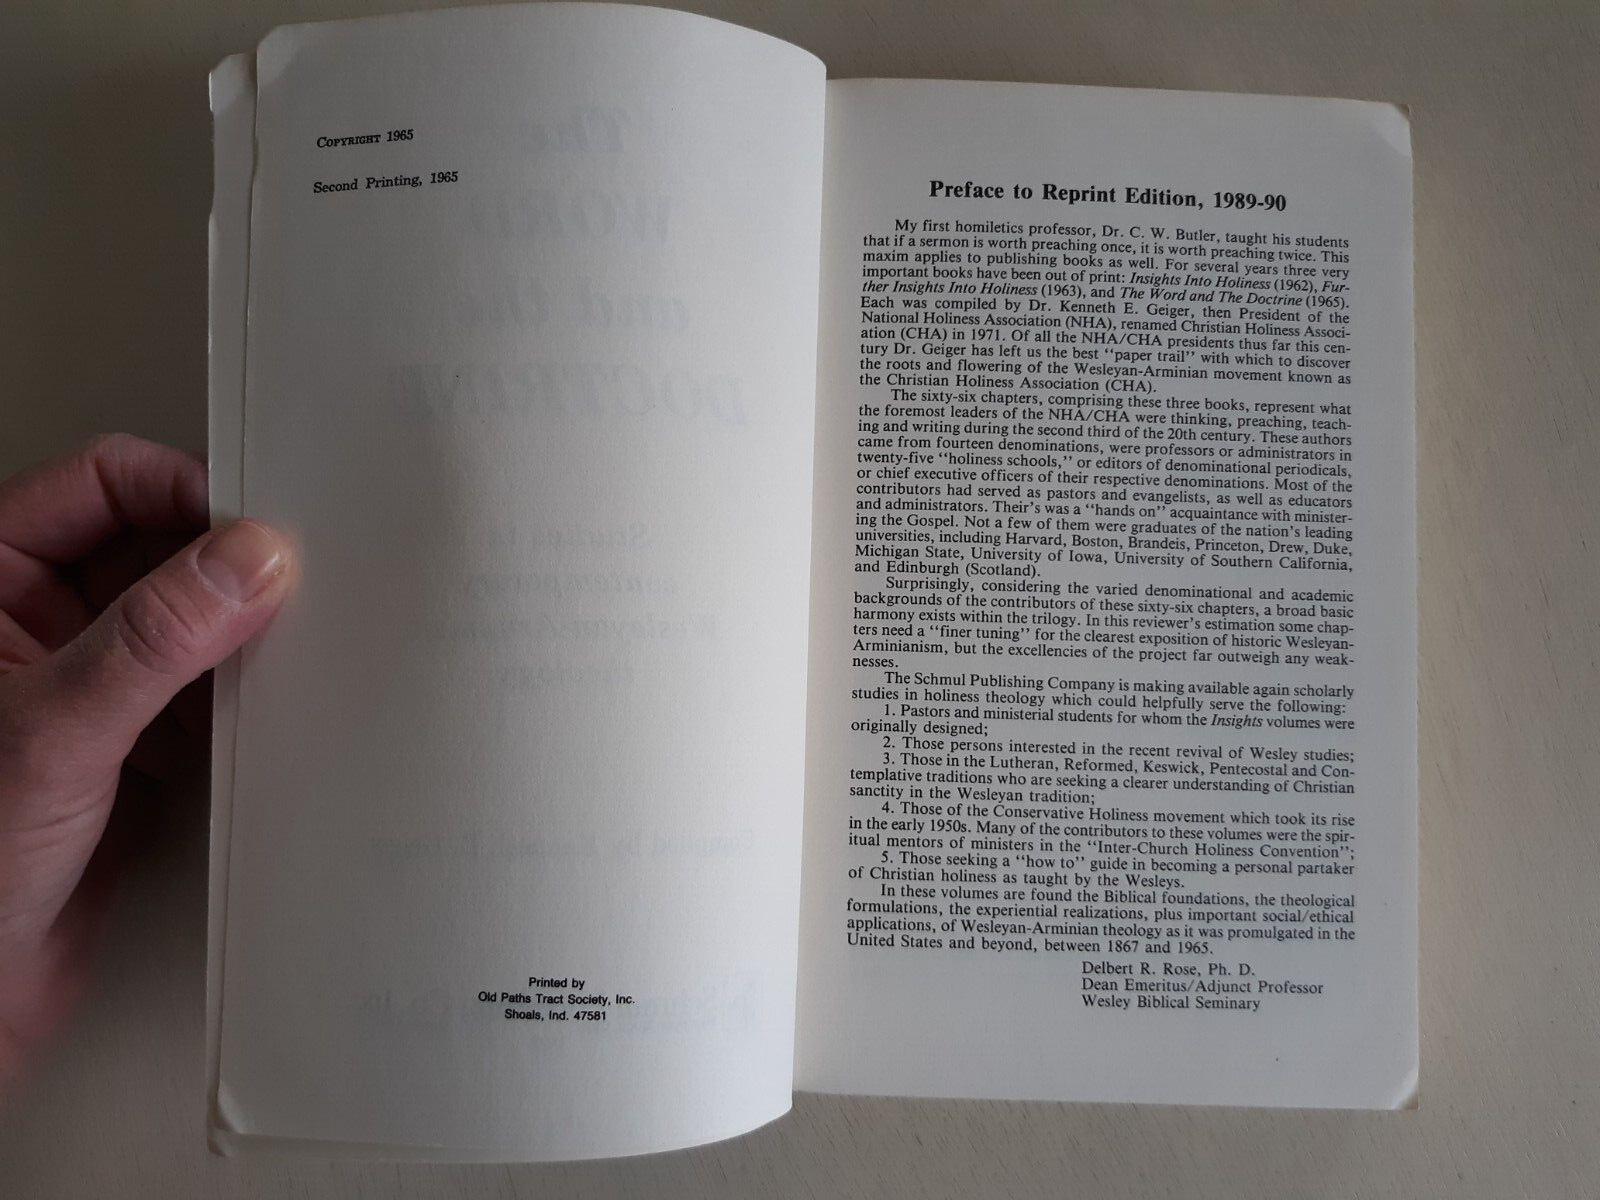 COPYRIGHT 1965
Second Printing, 1965
Printed by
Old Paths Tract Society, Inc.
Shoals, Ind. 47581
Preface to Reprint Edition, 1989-90
My first homiletics professor, Dr. C. W. Butler, taught his students
that if a sermon is worth preaching once, it is worth preaching twice. This
maxim applies to publishing books as well. For several years three very
important books have been out of print: Insights Into Holiness (1962), Fur-
ther Insights Into Holiness (1963), and The Word and The Doctrine (1965).
Each was compiled by Dr. Kenneth E. Geiger, then President of the
National Holiness Association (NHA), renamed Christian Holiness Associ-
ation (CHA) in 1971. Of all the NHA/CHA presidents thus far this cen-
tury Dr. Geiger has left us the best "paper trail" with which to discover
the roots and flowering of the Wesleyan-Arminian movement known as
the Christian Holiness Association (CHA).
The sixty-six chapters, comprising these three books, represent what
the foremost leaders of the NHA/CHA were thinking, preaching, teach-
ing and writing during the second third of the 20th century. These authors
came from fourteen denominations, were professors or administrators in
twenty-five "holiness schools," or editors of denominational periodicals,
or chief executive officers of their respective denominations. Most of the
contributors had served as pastors and evangelists, as well as educators
and administrators. Their's was a "hands on" acquaintance with minister-
ing the Gospel. Not a few of them were graduates of the nation's leading
universities, including Harvard, Boston, Brandeis, Princeton, Drew, Duke,
Michigan State, University of Iowa, University of Southern California,
and Edinburgh (Scotland).
Surprisingly, considering the varied denominational and academic
backgrounds of the contributors of these sixty-six chapters, a broad basic
harmony exists within the trilogy. In this reviewer's estimation some chap-
ters need a "finer tuning" for the clearest exposition of historic Wesleyan-
Arminianism, but the excellencies of the project far outweigh any weak-
nesses.
The Schmul Publishing Company is making available again scholarly
studies in holiness theology which could helpfully serve the following:
1. Pastors and ministerial students for whom the Insights volumes were
originally designed;
2. Those persons interested in the recent revival of Wesley studies;
3. Those in the Lutheran, Reformed, Keswick, Pentecostal and Con-
templative traditions who are seeking a clearer understanding of Christian
sanctity in the Wesleyan tradition;
4. Those of the Conservative Holiness movement which took its rise
in the early 1950s. Many of the contributors to these volumes were the spir-
itual mentors of ministers in the "Inter-Church Holiness Convention";
5. Those seeking a "how to" guide in becoming a personal partaker
of Christian holiness as taught by the Wesleys.
In these volumes are found the Biblical foundations, the theological
formulations, the experiential realizations, plus important social/ethical
applications, of Wesleyan-Arminian theology as it was promulgated in the
United States and beyond, between 1867 and 1965.
Delbert R. Rose, Ph. D.
Dean Emeritus/Adjunct Professor
Wesley Biblical Seminary